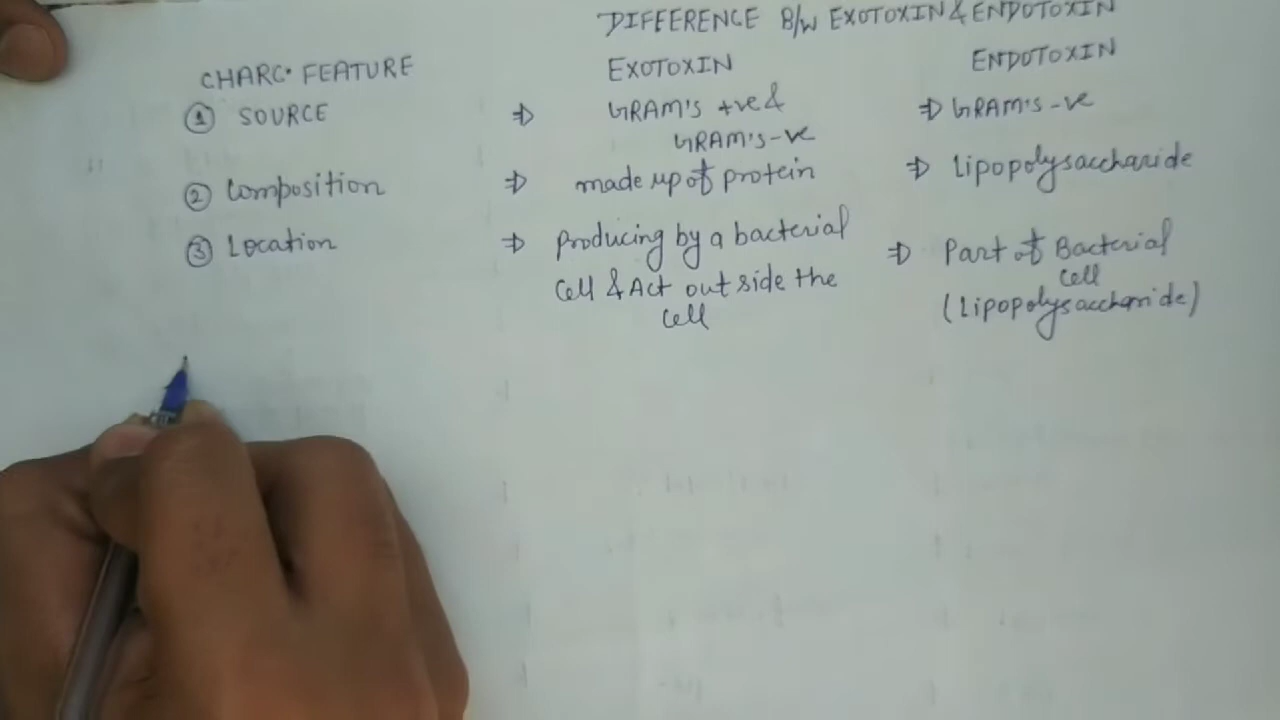 DIFFERENCE B/W EXOTOXIN & ENDOTOXIN
CHARC. FEATURE EXOTOXIN ENDOTOXIN
① SOURCE ⇒ GRAM'S +ve & ⇒ GRAM'S -ve
GRAM'S -ve
② Composition ⇒ made up of protein ⇒ Lipopolysaccharide
③ Location ⇒ Producing by a bacterial ⇒ Part of Bacterial
Cell & Act out side the Cell
Cell (Lipopolysaccharide)